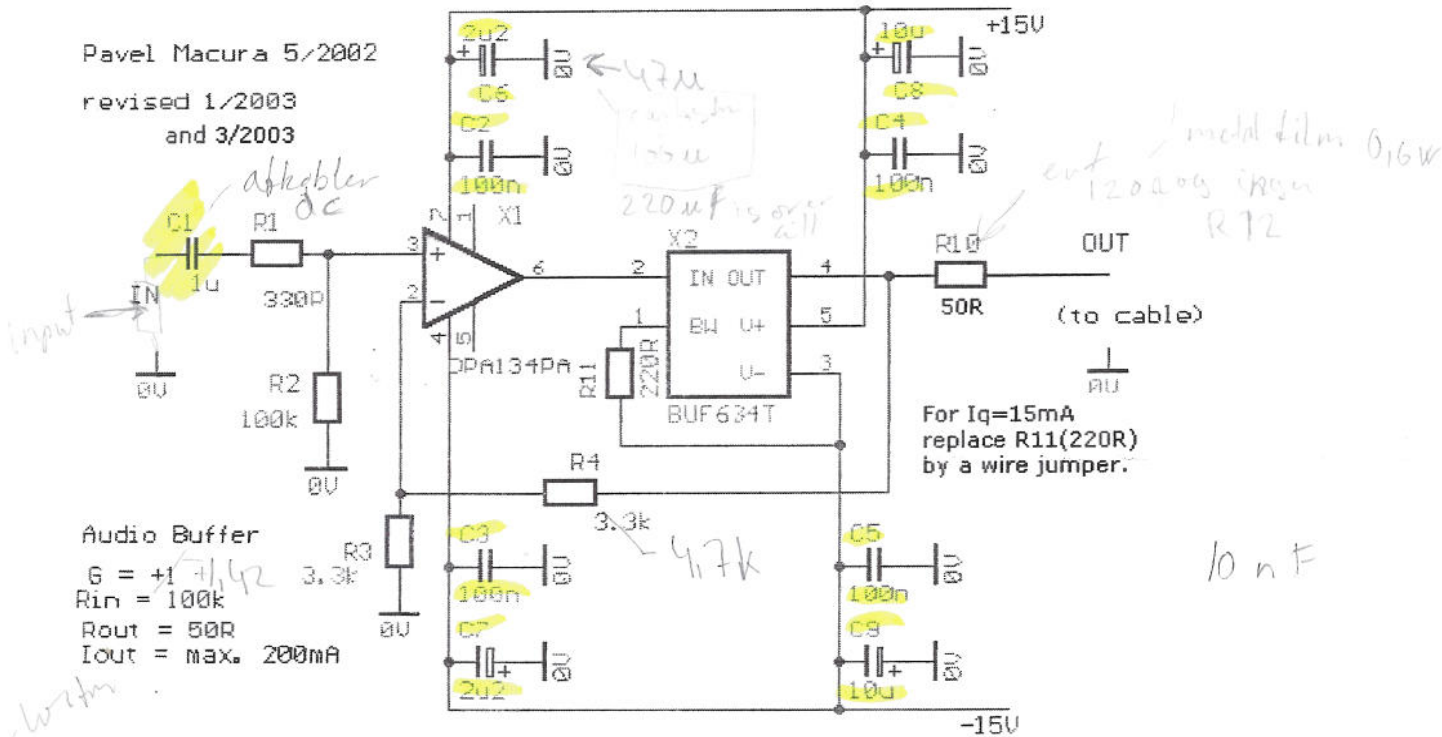 +15V
Pavel Macura 5/2002
revised 1/2003
and 3/2003
2u2
+
0V
C6
47u
10u
+
0V
C8
C2
0V
100n
C4
0V
100n
metal film 0,6W
220uF is over
all
R12
dc
C1
1u
R1
330R
IN
input
0V
R2
100k
0V
X1
3
+
2
-
2
1
6
4
5
OPA134PA
X2
2
IN OUT
4
1
BW
V+
5
V-
3
BUF634T
R11
220R
R10
50R
OUT
(to cable)
0V
For Iq=15mA
replace R11(220R)
by a wire jumper.
R4
3.3k
4,7k
R3
3.3k
0V
Audio Buffer
G = +1
Rin = 100k
Rout = 50R
Iout = max. 200mA
C3
0V
100n
C7
+
0V
2u2
C5
0V
100n
C9
+
0V
10u
10 nF
-15V